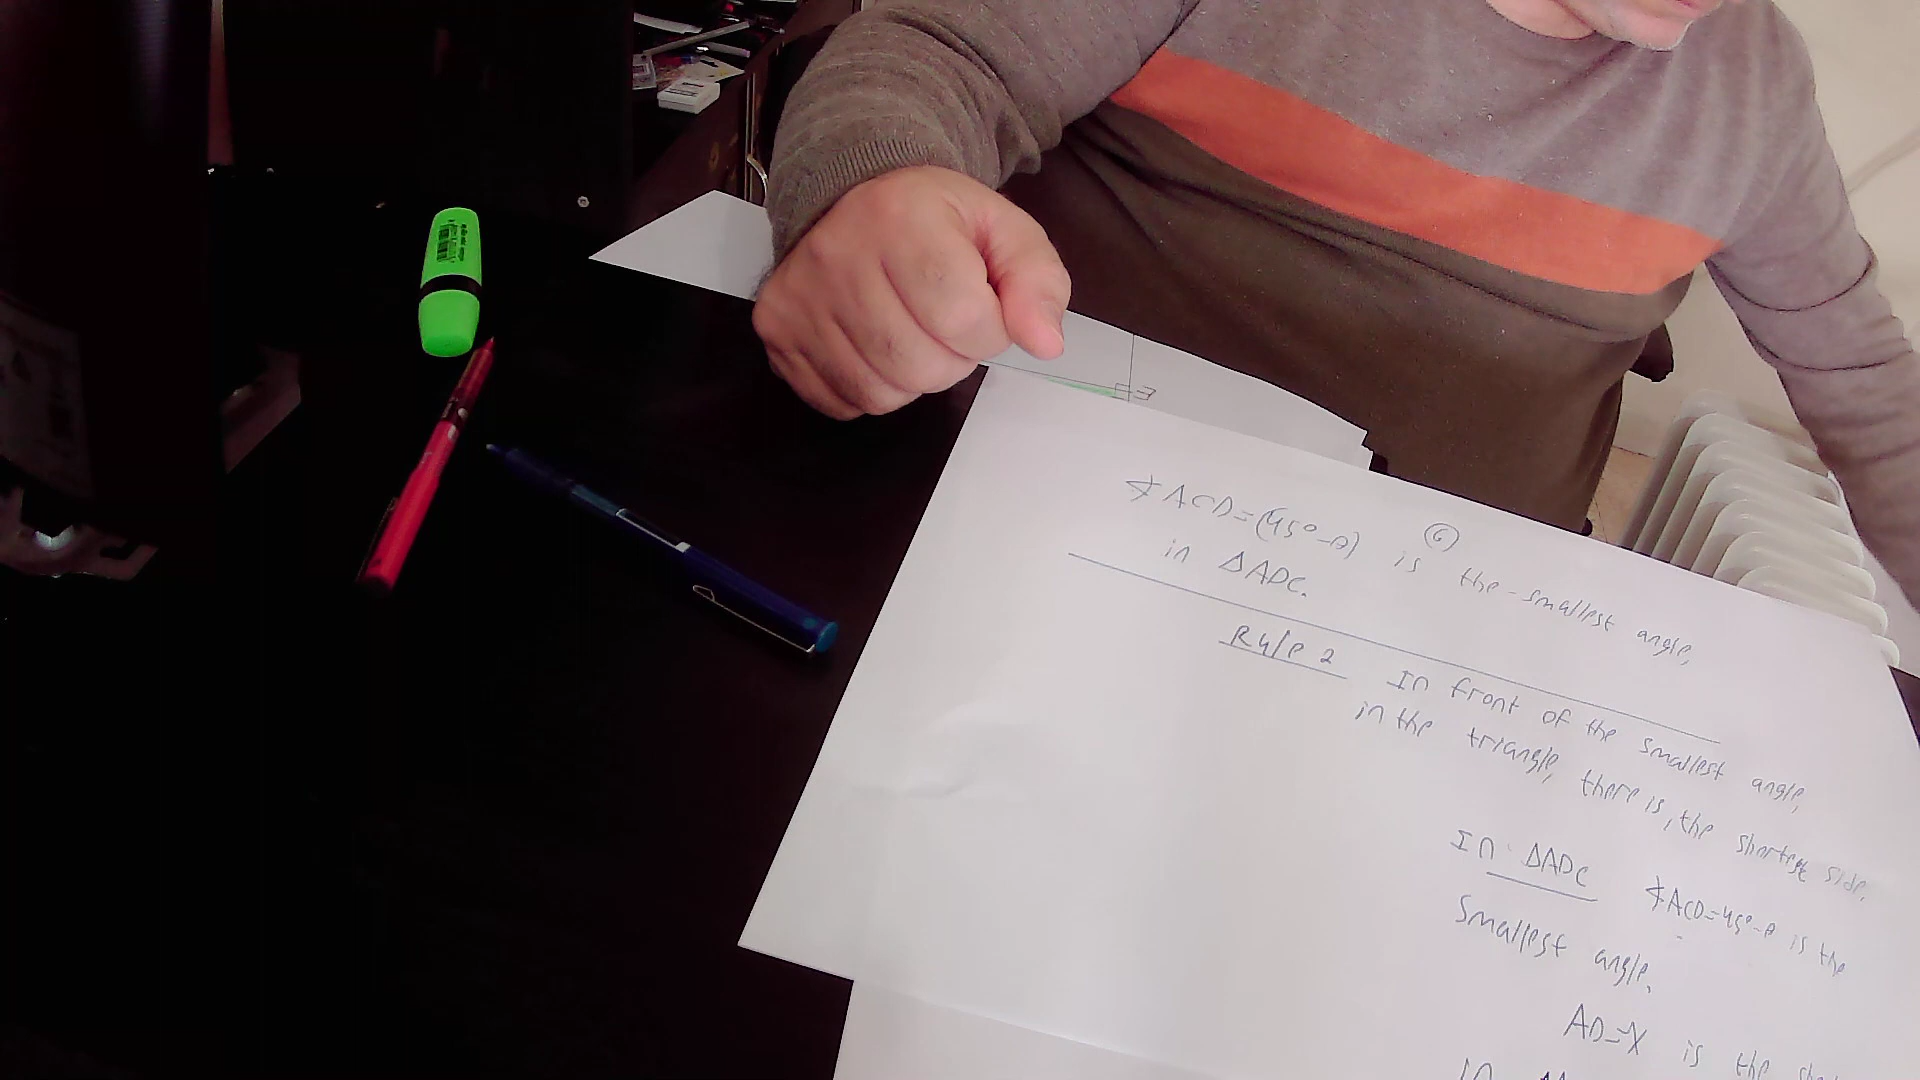 6
∡ACD=(45°-θ) is the smallest angle,
in ΔADC.
Rule 2 In front of the smallest angle,
in the triangle, there is, the shortest side.
In ΔADC ∡ACD=45°-θ is the
smallest angle.
AD=X is the
In